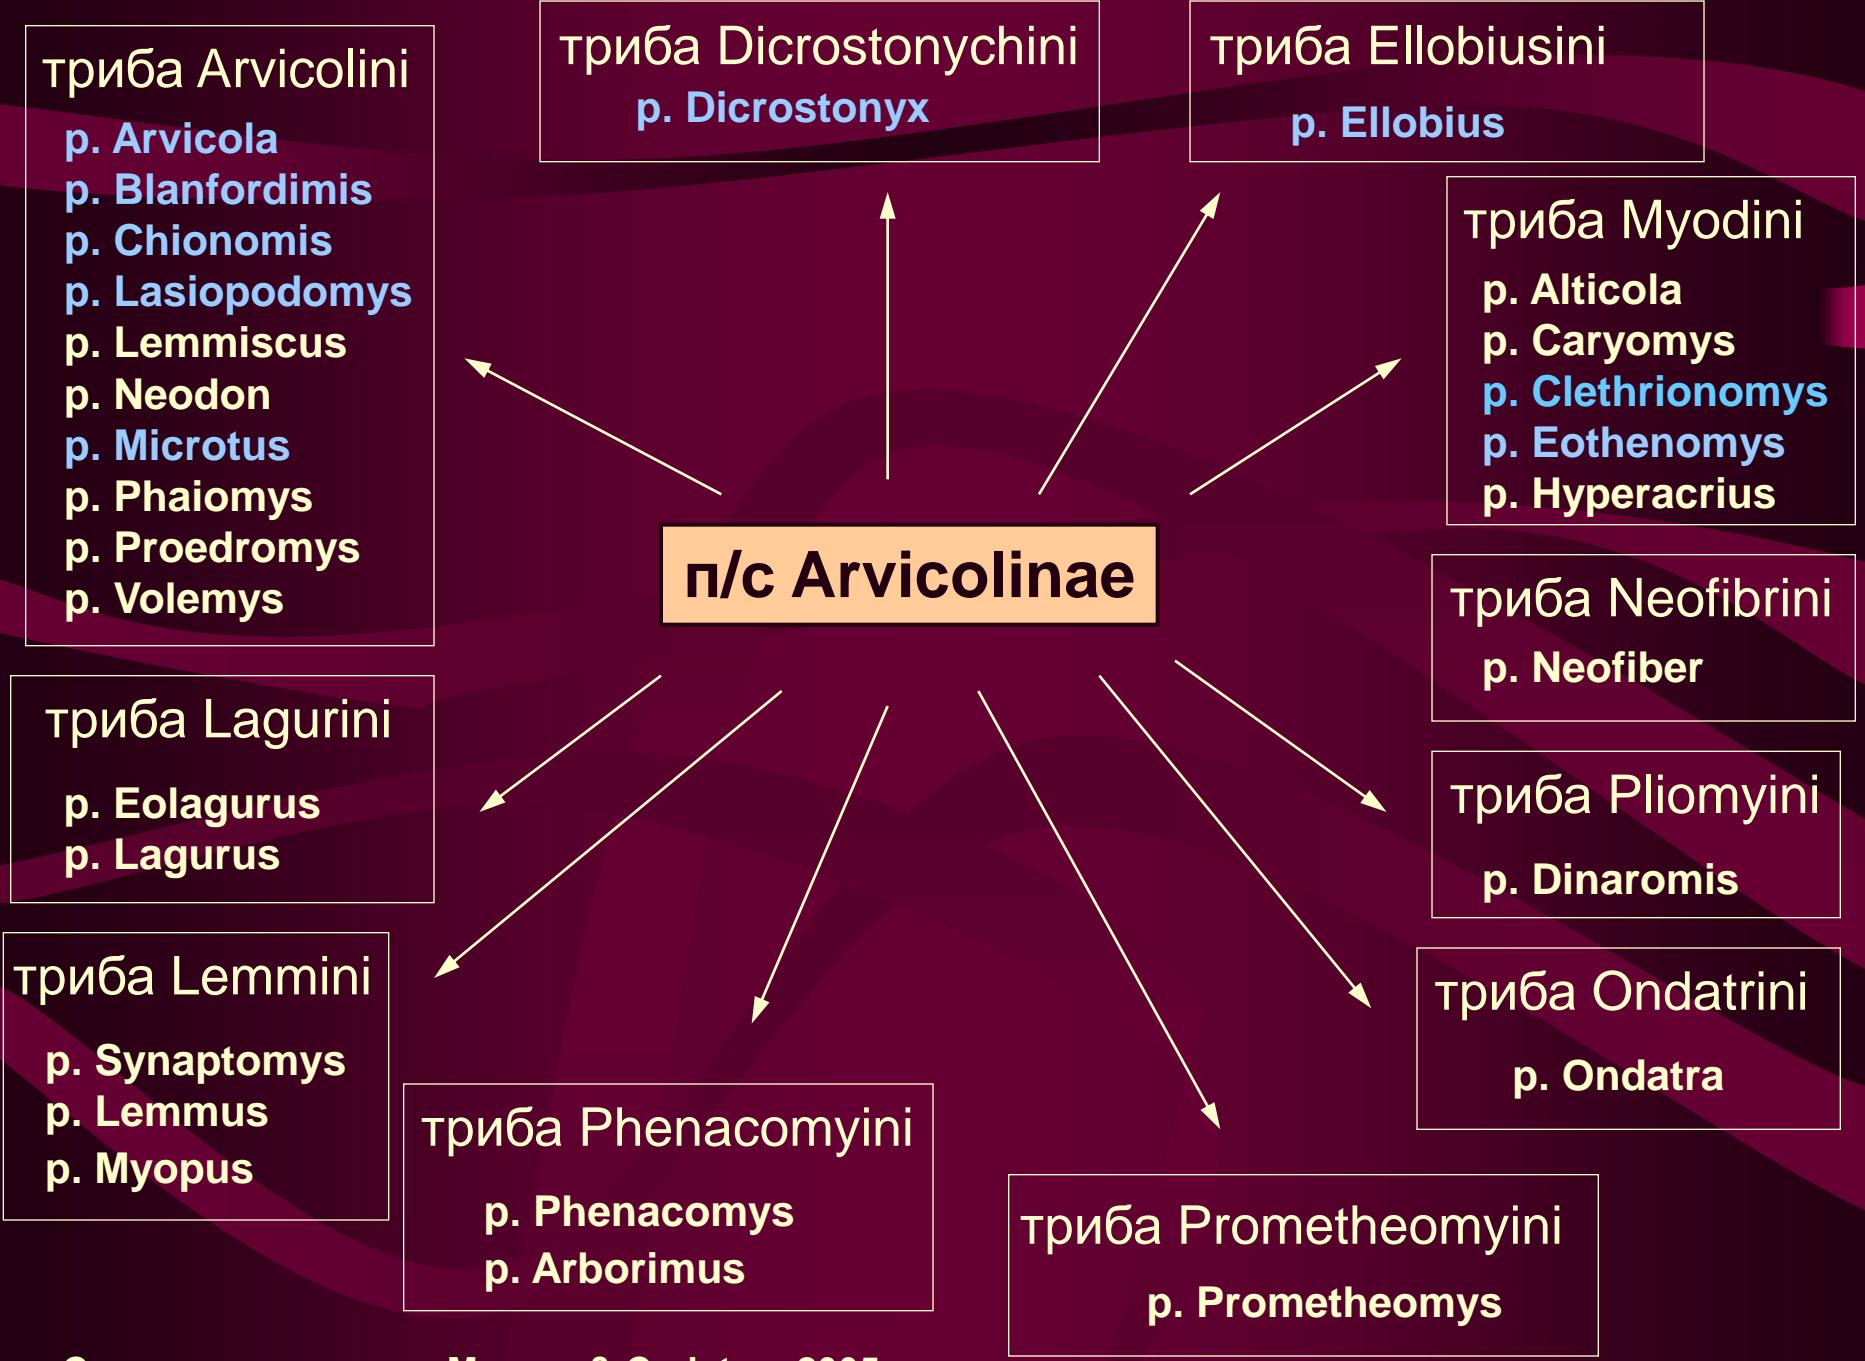 триба Arvicolini
р. Arvicola
р. Blanfordimis
р. Chionomis
р. Lasiopodomys
р. Lemmiscus
р. Neodon
р. Microtus
р. Phaiomys
р. Proedromys
р. Volemys
триба Dicrostonychini
р. Dicrostonyx
триба Ellobiusini
р. Ellobius
триба Myodini
р. Alticola
р. Caryomys
р. Clethrionomys
р. Eothenomys
р. Hyperacrius
п/с Arvicolinae
триба Neofibrini
р. Neofiber
триба Lagurini
р. Eolagurus
р. Lagurus
триба Pliomyini
р. Dinaromis
триба Lemmini
р. Synaptomys
р. Lemmus
р. Myopus
триба Ondatrini
р. Ondatra
триба Phenacomyini
р. Phenacomys
р. Arborimus
триба Prometheomyini
р. Prometheomys